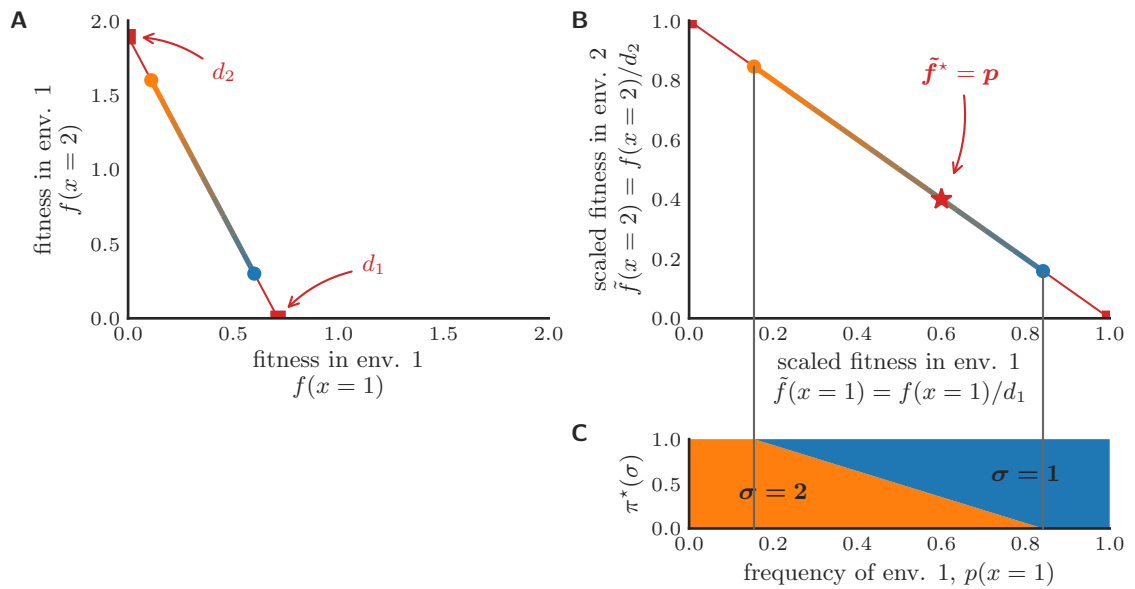 A
fitness in env. 1
f(x = 2)
2.0
1.5
1.0
0.5
0.0
d₂
d₁
0.0 0.5 1.0 1.5 2.0
fitness in env. 1
f(x = 1)
B
scaled fitness in env. 2
f̃(x = 2) = f(x = 2)/d₂
1.0
0.8
0.6
0.4
0.2
0.0
f̃⋆ = p
0.0 0.2 0.4 0.6 0.8 1.0
scaled fitness in env. 1
f̃(x = 1) = f(x = 1)/d₁
C
π⋆(σ)
1.0
0.5
0.0
σ = 2
σ = 1
0.0 0.2 0.4 0.6 0.8 1.0
frequency of env. 1, p(x = 1)